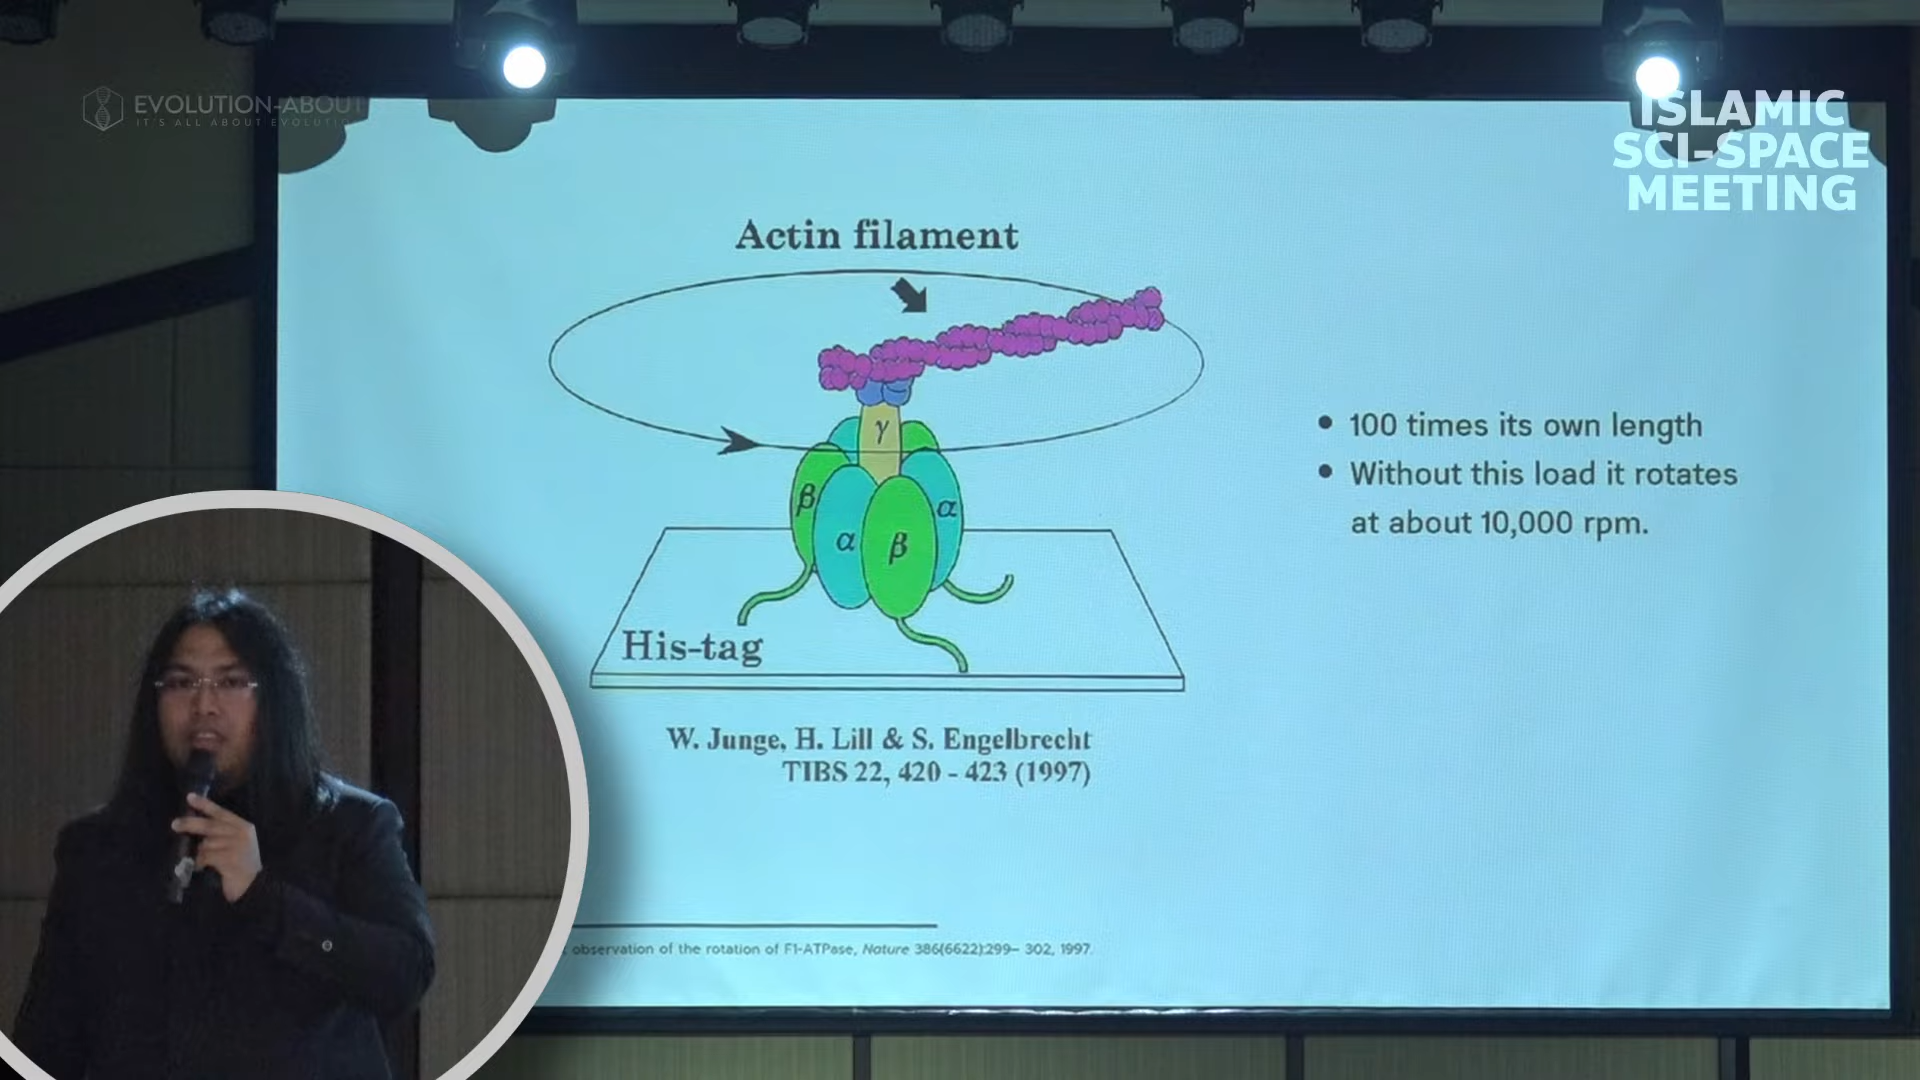 EVOLUTION-ABOUT
IT'S ALL ABOUT EVOLUTIO
ISLAMIC
SCI-SPACE
MEETING
Actin filament
γ
β
α
β
α
His-tag
• 100 times its own length
• Without this load it rotates
at about 10,000 rpm.
W. Junge, H. Lill & S. Engelbrecht
TIBS 22, 420 - 423 (1997)
observation of the rotation of F1-ATPase, Nature 386(6622):299– 302, 1997.